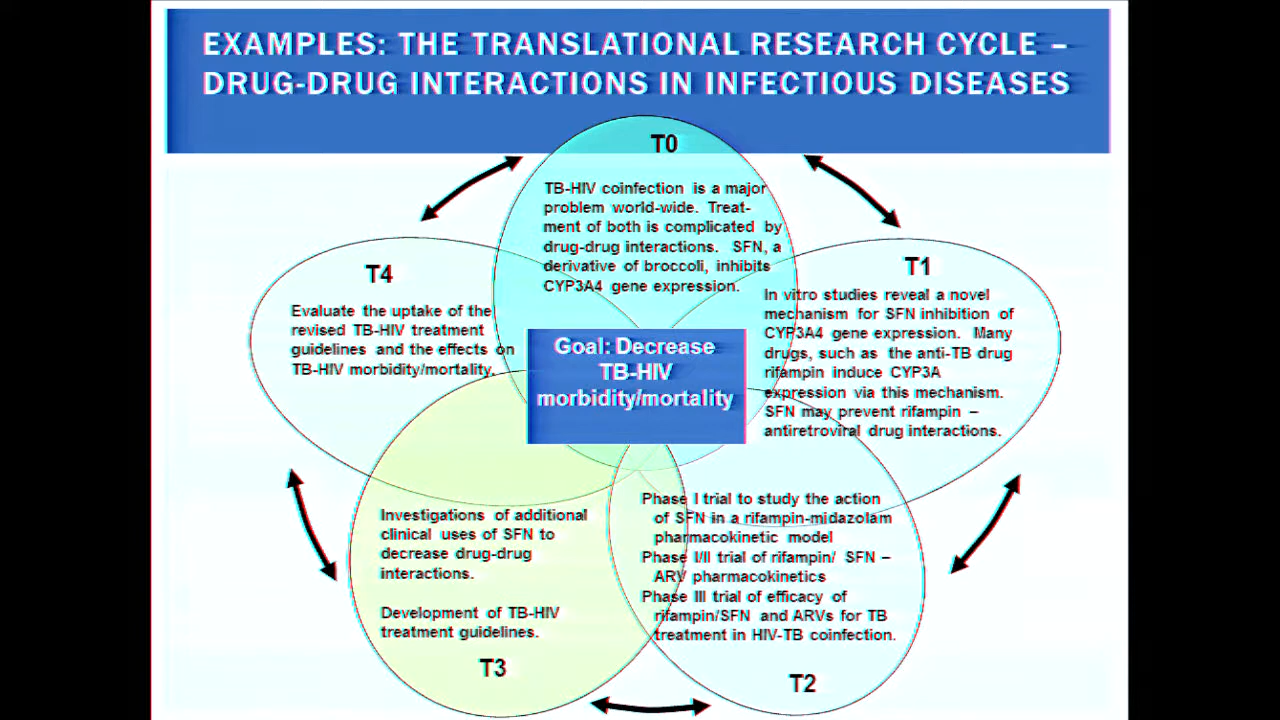 EXAMPLES: THE TRANSLATIONAL RESEARCH CYCLE –
DRUG-DRUG INTERACTIONS IN INFECTIOUS DISEASES
T0
TB-HIV coinfection is a major
problem world-wide. Treat-
ment of both is complicated by
drug-drug interactions. SFN, a
derivative of broccoli, inhibits
CYP3A4 gene expression.
T1
In vitro studies reveal a novel
mechanism for SFN inhibition of
CYP3A4 gene expression. Many
drugs, such as the anti-TB drug
rifampin induce CYP3A
expression via this mechanism.
SFN may prevent rifampin –
antiretroviral drug interactions.
T4
Evaluate the uptake of the
revised TB-HIV treatment
guidelines and the effects on
TB-HIV morbidity/mortality.
Goal: Decrease
TB-HIV
morbidity/mortality
Phase I trial to study the action
of SFN in a rifampin-midazolam
pharmacokinetic model
Phase I/II trial of rifampin/ SFN –
ARV pharmacokinetics
Phase III trial of efficacy of
rifampin/SFN and ARVs for TB
treatment in HIV-TB coinfection.
T2
Investigations of additional
clinical uses of SFN to
decrease drug-drug
interactions.
Development of TB-HIV
treatment guidelines.
T3